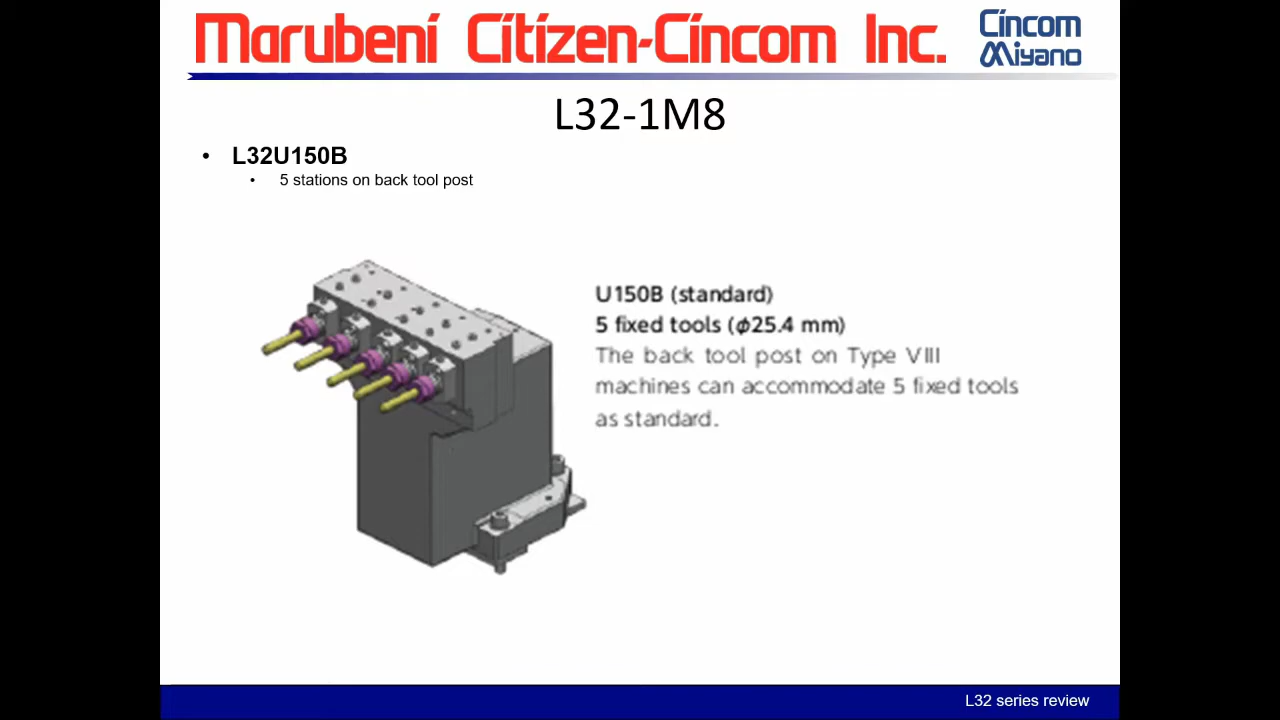 Marubeni Citizen-Cincom Inc.
Cincom
Miyano
L32-1M8
• L32U150B
• 5 stations on back tool post
U150B (standard)
5 fixed tools (φ25.4 mm)
The back tool post on Type VIII
machines can accommodate 5 fixed tools
as standard.
L32 series review